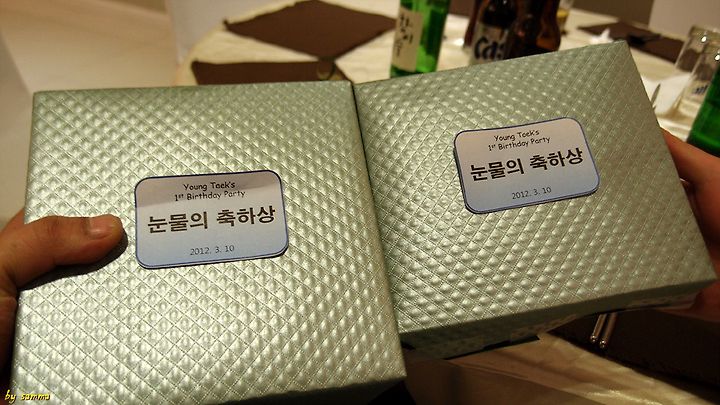 Young Taek's
1st Birthday Party
눈물의 축하상
2012. 3. 10
Young Taek's
1st Birthday Party
눈물의 축하상
2012. 3. 10
by samma